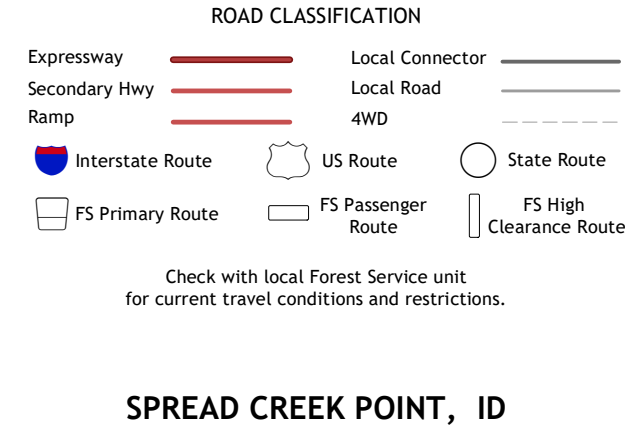 ROAD CLASSIFICATION
Expressway
Local Connector
Secondary Hwy
Local Road
Ramp
4WD
Interstate Route
US Route
State Route
FS Primary Route
FS Passenger
Route
FS High
Clearance Route
Check with local Forest Service unit
for current travel conditions and restrictions.
SPREAD CREEK POINT, ID